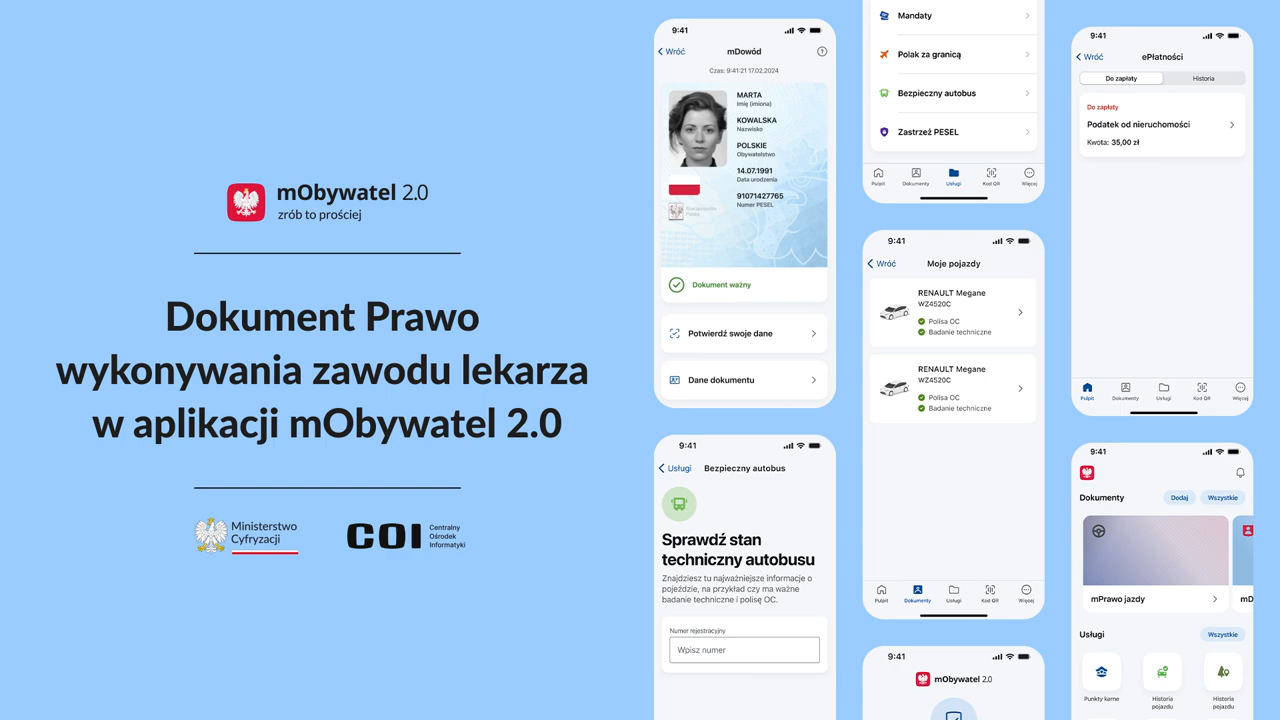 mObywatel 2.0
zrób to prościej
Dokument Prawo
wykonywania zawodu lekarza
w aplikacji mObywatel 2.0
Ministerstwo
Cyfryzacji
COI
Centralny
Ośrodek
Informatyki
9:41
Wróć
mDowód
?
Czas: 9:41:21 17.02.2024
MARTA
Imię (imiona)
KOWALSKA
Nazwisko
POLSKIE
Obywatelstwo
14.07.1991
Data urodzenia
91071427765
Numer PESEL
Rzeczpospolita
Polska
Dokument ważny
Potwierdź swoje dane
Dane dokumentu
9:41
Usługi
Bezpieczny autobus
Sprawdź stan
techniczny autobusu
Znajdziesz tu najważniejsze informacje o
pojeździe, na przykład czy ma ważne
badanie techniczne i polisę OC.
Numer rejestracyjny
Wpisz numer
Mandaty
Polak za granicą
Bezpieczny autobus
Zastrzeż PESEL
Pulpit Dokumenty Usługi Kod QR Więcej
9:41
Wróć
Moje pojazdy
RENAULT Megane
WZ4520C
Polisa OC
Badanie techniczne
RENAULT Megane
WZ4520C
Polisa OC
Badanie techniczne
Pulpit Dokumenty Usługi Kod QR Więcej
9:41
mObywatel 2.0
9:41
Wróć
ePłatności
Do zapłaty Historia
Do zapłaty
Podatek od nieruchomości
Kwota: 35,00 zł
Pulpit Dokumenty Usługi Kod QR Więcej
9:41
Dokumenty Dodaj Wszystkie
mPrawo jazdy
mD
Usługi Wszystkie
Punkty karne
Historia
pojazdu
Historia
pojazdu